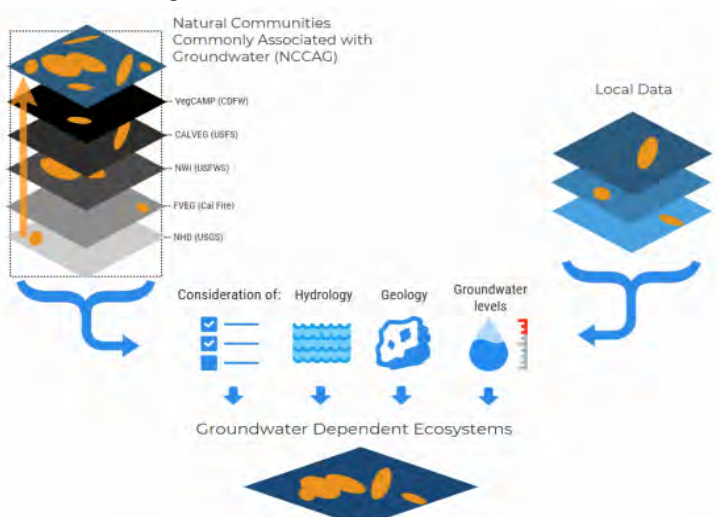 Natural Communities
Commonly Associated with
Groundwater (NCCAG)
VegCAMP (CDFW)
CALVEG (USFS)
NWI (USFWS)
FVEG (Cal Fire)
NHD (USGS)
Local Data
Consideration of:
Hydrology
Geology
Groundwater
levels
Groundwater Dependent Ecosystems